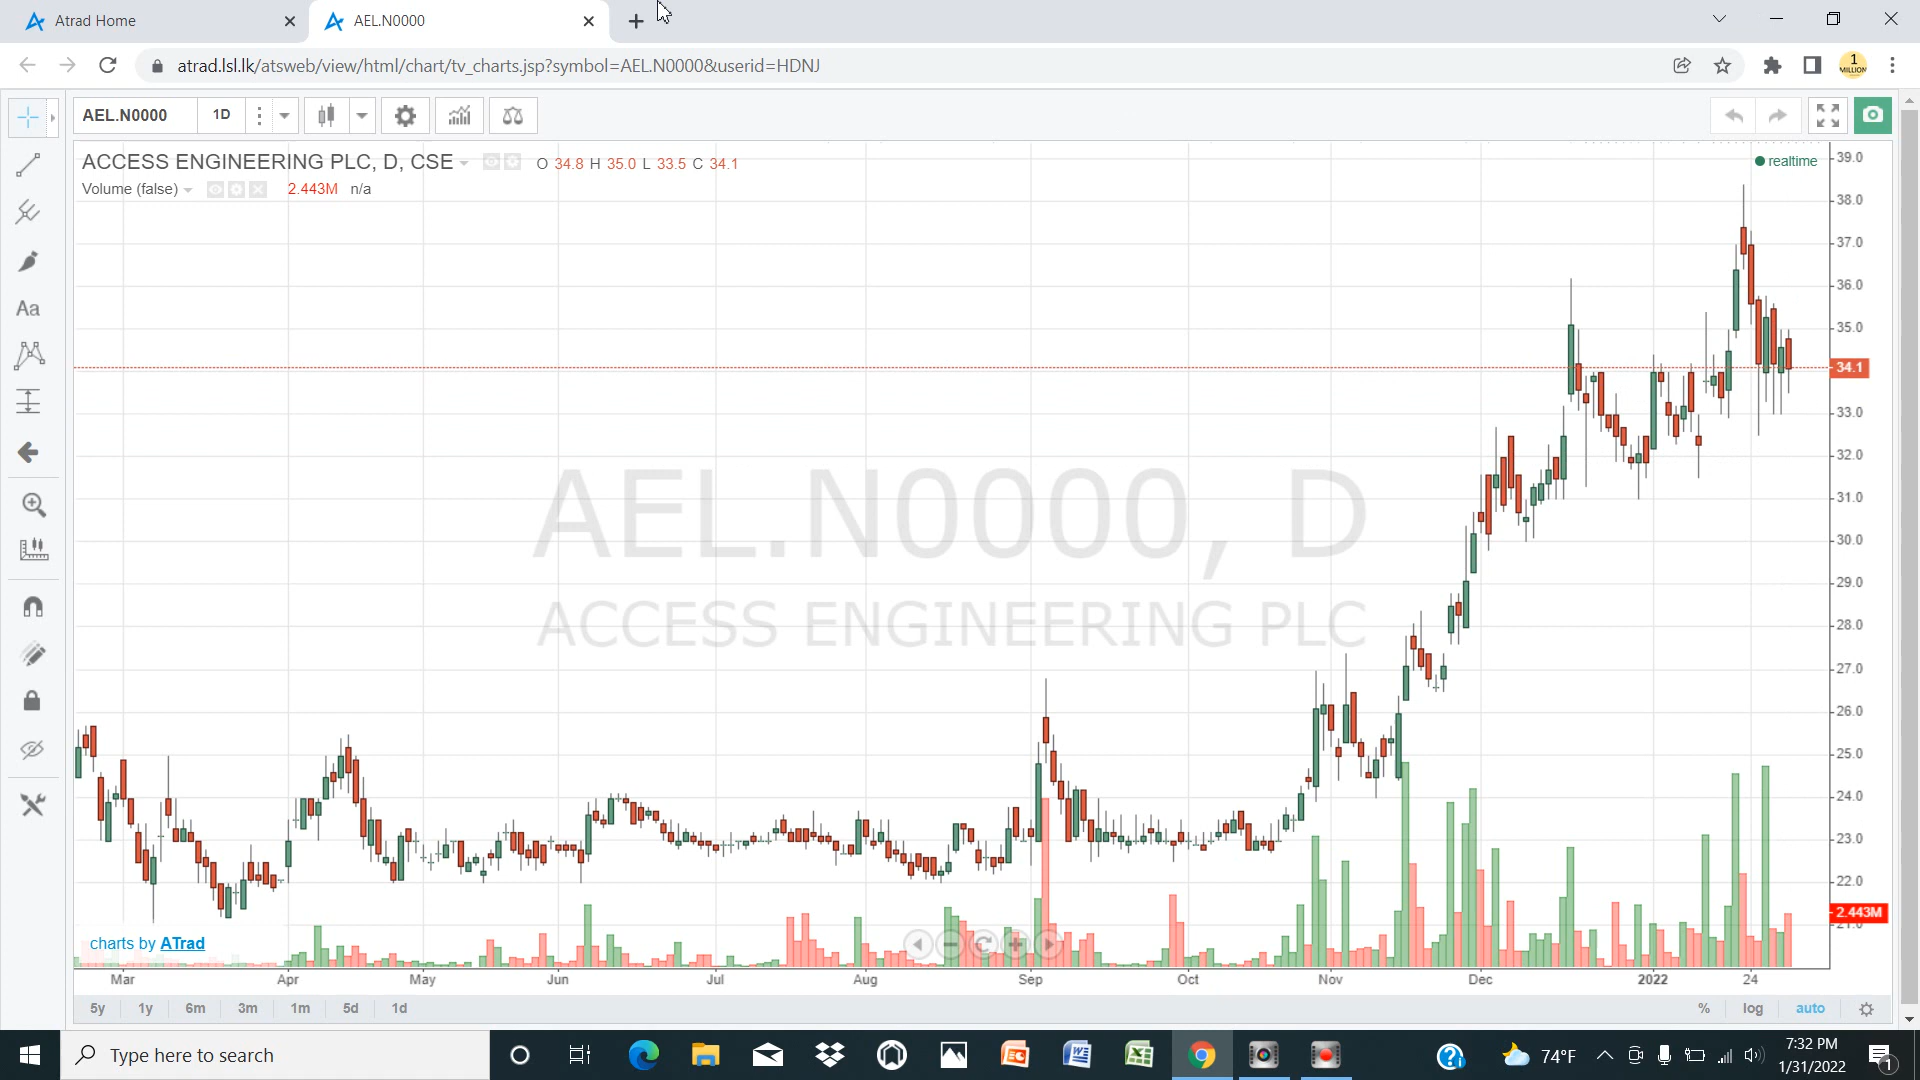 Atrad Home
AEL.N0000
atrad.lsl.lk/atsweb/view/html/chart/tv_charts.jsp?symbol=AEL.N0000&userid=HDNJ
1 MILLION
AEL.N0000 1D
ACCESS ENGINEERING PLC, D, CSE O 34.8 H 35.0 L 33.5 C 34.1
realtime
Volume (false) 2.443M n/a
Aa
39.0
38.0
37.0
36.0
35.0
34.1
33.0
32.0
31.0
30.0
29.0
28.0
27.0
26.0
25.0
24.0
23.0
22.0
2.443M
21.0
AEL.N0000, D
ACCESS ENGINEERING PLC
charts by ATrad
Mar Apr May Jun Jul Aug Sep Oct Nov Dec 2022 24
5y 1y 6m 3m 1m 5d 1d % log auto
Type here to search
74°F
7:32 PM
1/31/2022
1